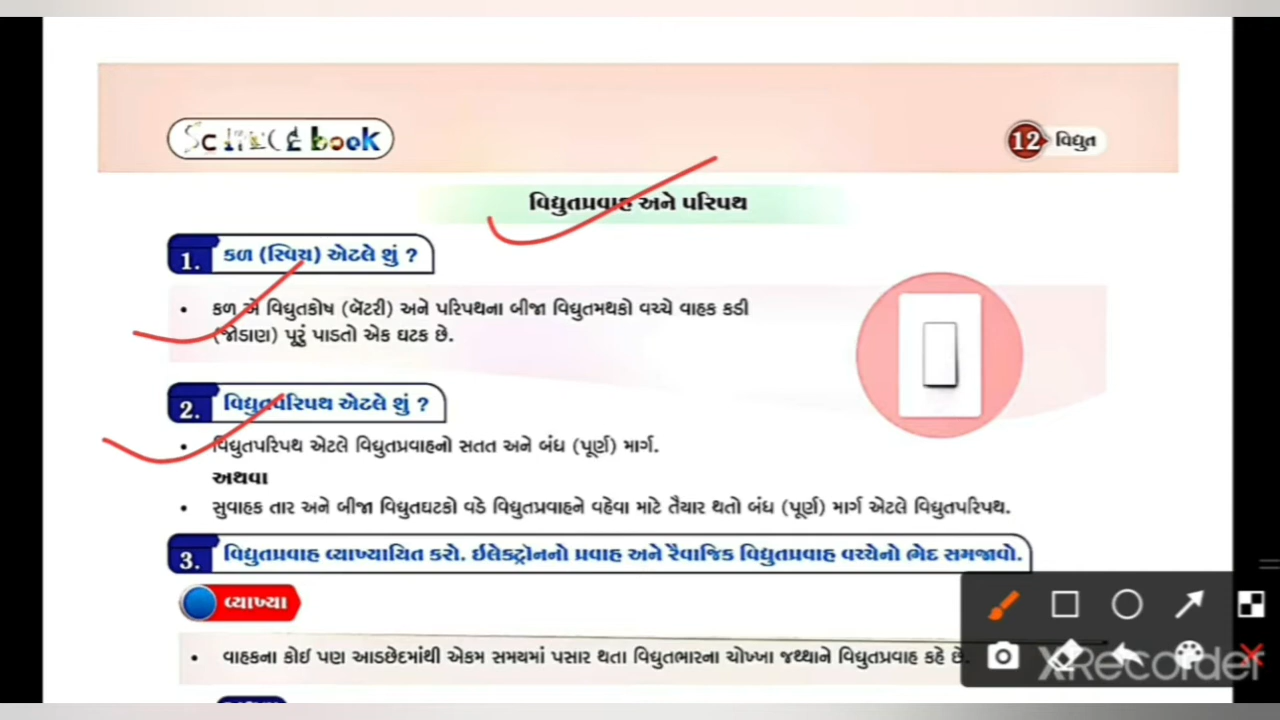 Science book
12 વિદ્યુત
વિદ્યુતપ્રવાહ અને પરિપથ
1. કળ (સ્વિચ) એટલે શું ?
• કળ એ વિદ્યુતકોષ (બૅટરી) અને પરિપથના બીજા વિદ્યુતમથકો વચ્ચે વાહક કડી
(જોડાણ) પૂરું પાડતો એક ઘટક છે.
2. વિદ્યુતપરિપથ એટલે શું ?
• વિદ્યુતપરિપથ એટલે વિદ્યુતપ્રવાહનો સતત અને બંધ (પૂર્ણ) માર્ગ.
અથવા
• સુવાહક તાર અને બીજા વિદ્યુતઘટકો વડે વિદ્યુતપ્રવાહને વહેવા માટે તૈયાર થતો બંધ (પૂર્ણ) માર્ગ એટલે વિદ્યુતપરિપથ.
3. વિદ્યુતપ્રવાહ વ્યાખ્યાયિત કરો. ઈલેક્ટ્રૉનનો પ્રવાહ અને રૈવાજિક વિદ્યુતપ્રવાહ વચ્ચેનો ભેદ સમજાવો.
વ્યાખ્યા
• વાહકના કોઈ પણ આડછેદમાંથી એકમ સમયમાં પસાર થતા વિદ્યુતભારના ચોખ્ખા જથ્થાને વિદ્યુતપ્રવાહ કહે છે.
XRecorder